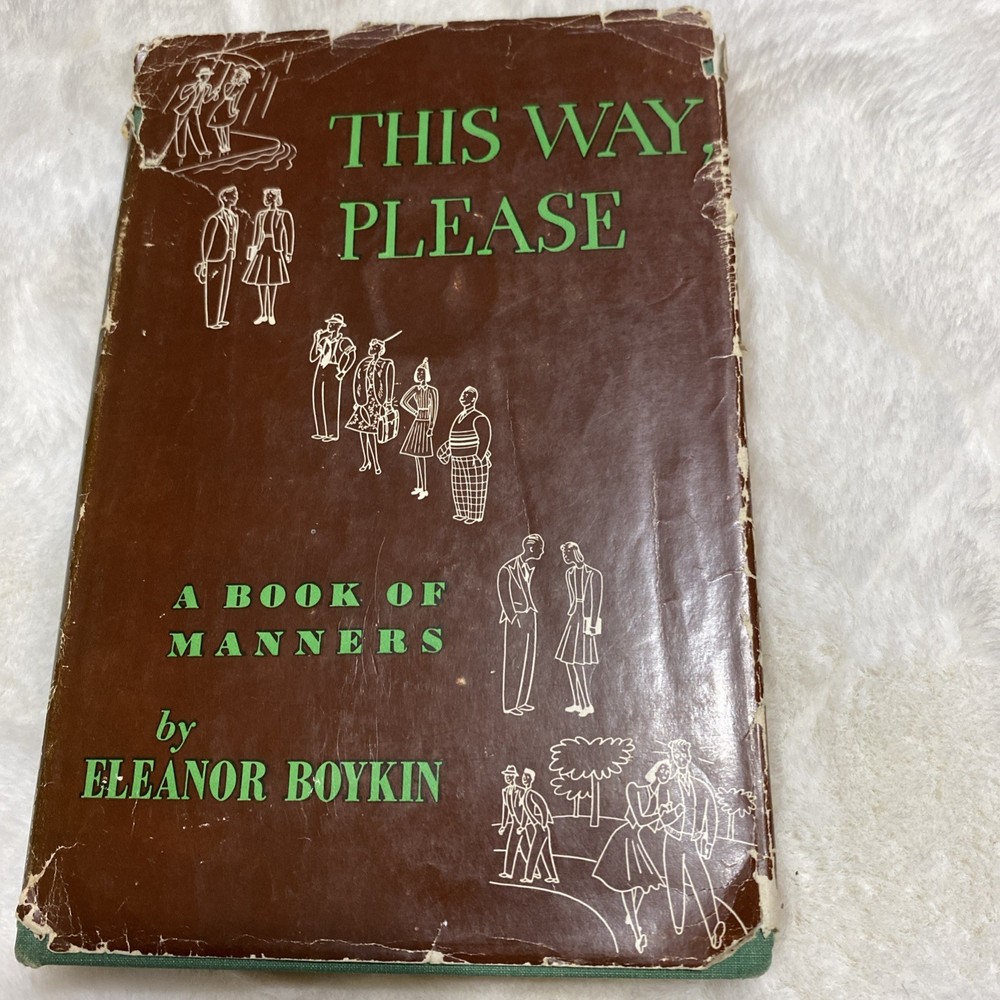 THIS WAY,
PLEASE
A BOOK OF
MANNERS
by
ELEANOR BOYKIN